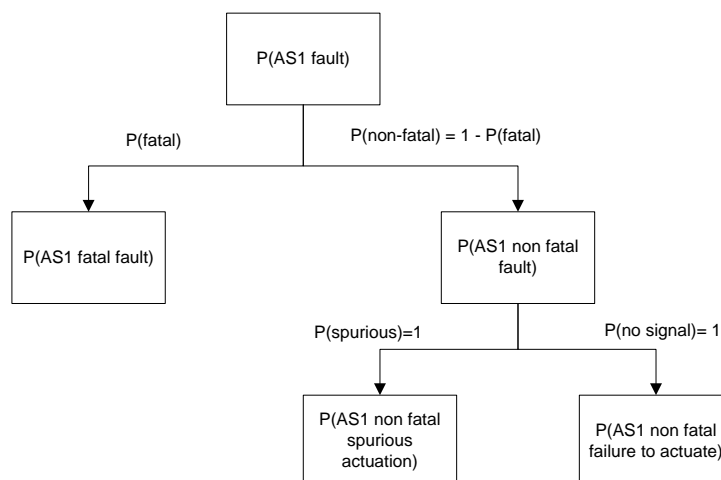 P(AS1 fault)
P(fatal)
P(non-fatal) = 1 - P(fatal)
P(AS1 fatal fault)
P(AS1 non fatal
fault)
P(spurious)=1
P(no signal)= 1
P(AS1 non fatal
spurious
actuation)
P(AS1 non fatal
failure to actuate)